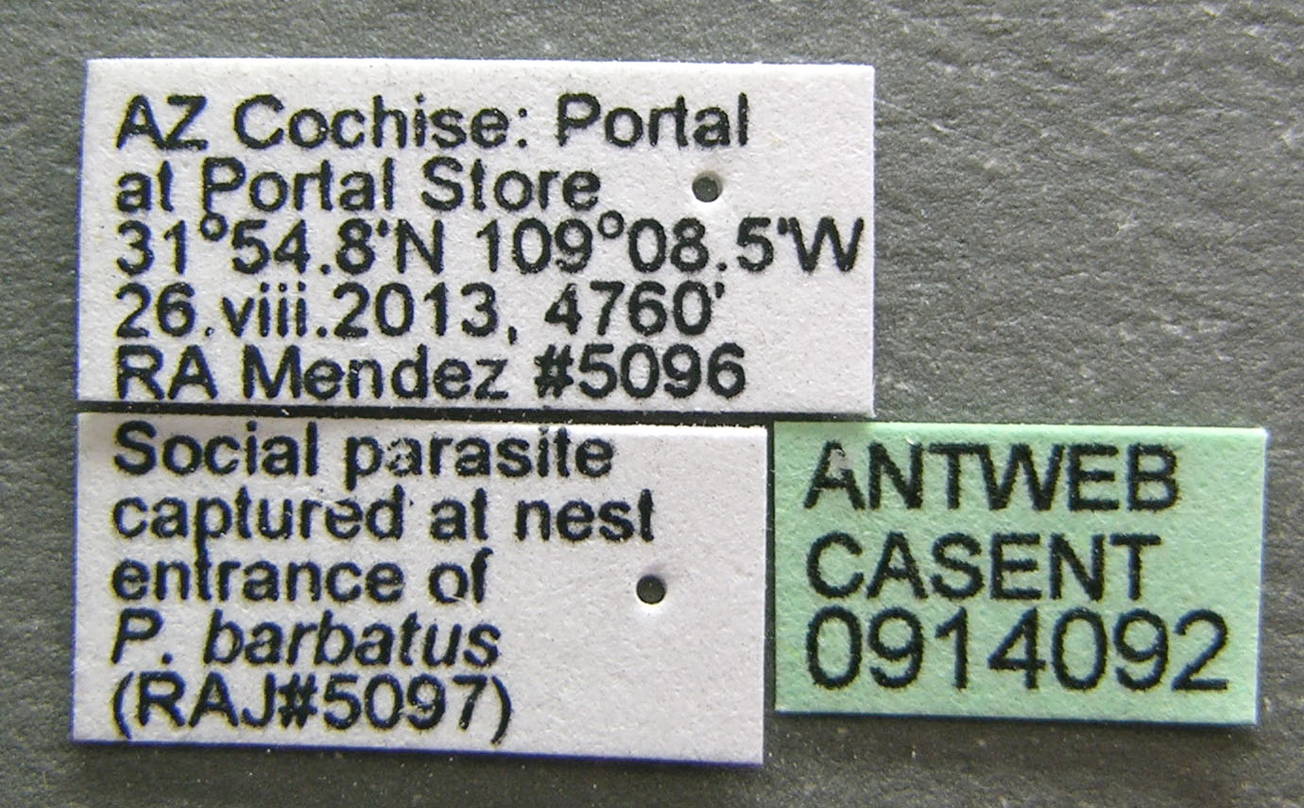 AZ Cochise: Portal
at Portal Store
31°54.8'N 109°08.5'W
26.viii.2013, 4760'
RA Mendez #5096
Social parasite
captured at nest
entrance of
P. barbatus
(RAJ#5097)
ANTWEB
CASENT
0914092